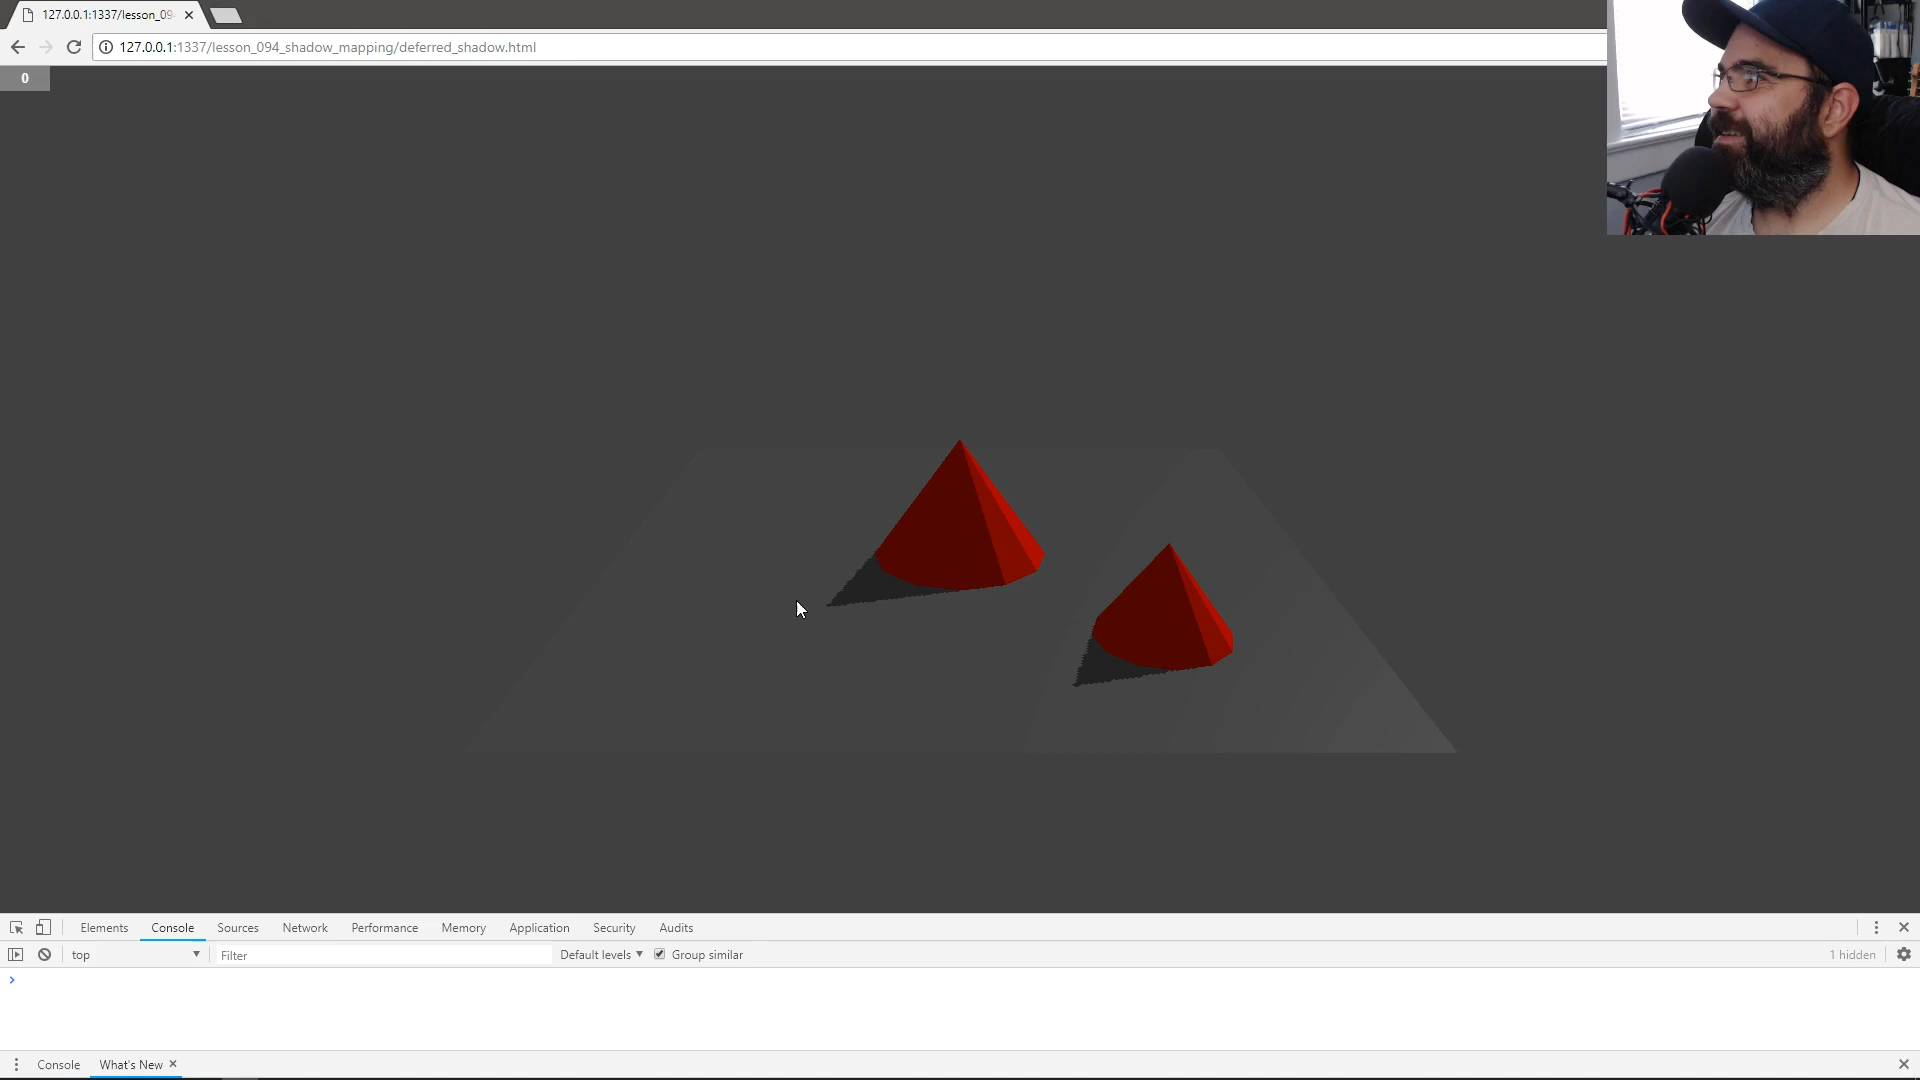 127.0.0.1:1337/lesson_09
127.0.0.1:1337/lesson_094_shadow_mapping/deferred_shadow.html
0
Elements Console Sources Network Performance Memory Application Security Audits
top Filter Default levels Group similar 1 hidden
Console What's New